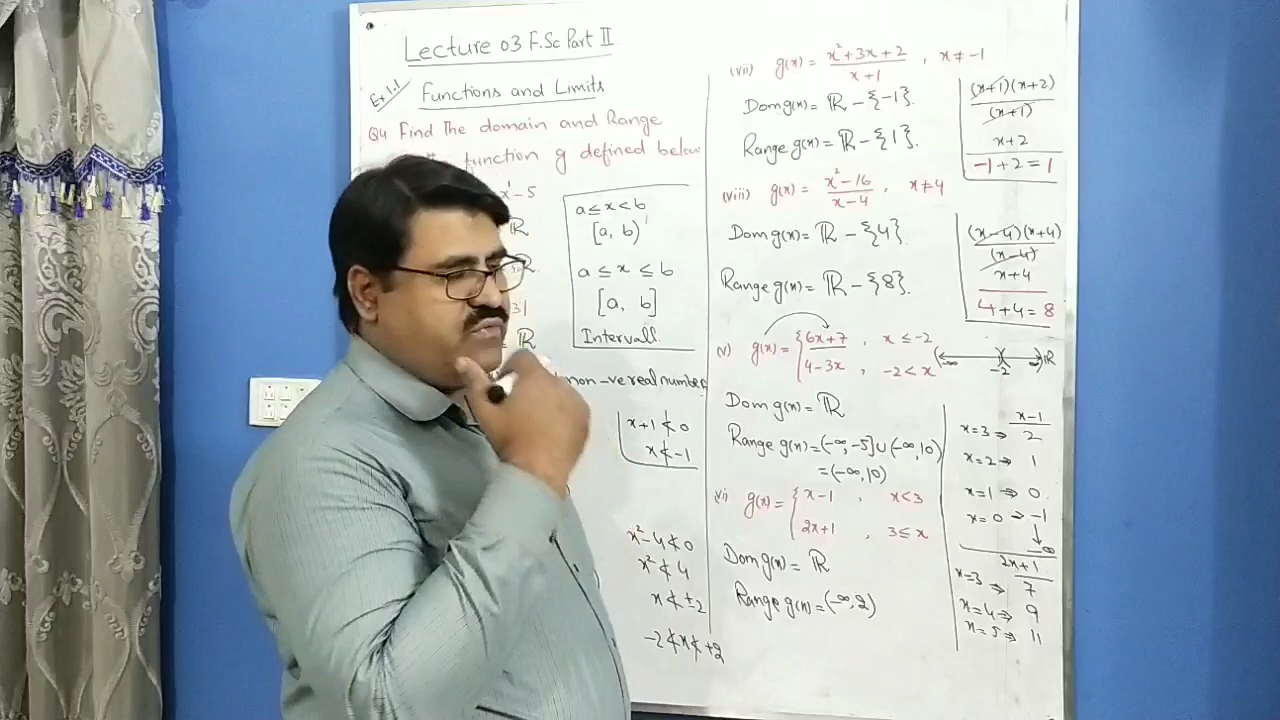 Lecture 03 F.Sc Part II
Ex 1.1
Functions and Limits
Q4 Find The domain and Range
function g defined below
- 5
ℝ
a ≤ x < b
[a, b)
a ≤ x ≤ b
[a, b]
Intervall.
ℝ
non -ve real number
x+1 ≮ 0
x ≮ -1
x²-4 ≮ 0
x² ≮ 4
x ≮ ±2
-2 ≮ x ≮ +2
(vii) g(x) = x²+3x+2 / x+1 , x ≠ -1
Dom g(x) = ℝ - {-1}.
Range g(x) = ℝ - {1}.
(x+1)(x+2)
(x+1)
x+2
-1+2 = 1
(viii) g(x) = x²-16 / x-4 , x ≠ 4
Dom g(x) = ℝ - {4}.
Range g(x) = ℝ - {8}.
(x-4)(x+4)
(x-4)
x+4
4+4 = 8
v) g(x) = { 6x+7 , x ≤ -2
4-3x , -2 < x
-∞ -2 ∞ ℝ
Dom g(x) = ℝ
Range g(x) = (-∞, -5] ∪ (-∞, 10)
= (-∞, 10)
vi) g(x) = { x-1 , x < 3
2x+1 , 3 ≤ x
Dom g(x) = ℝ
Range g(x) = (-∞, 2)
x-1
x=3 ⇒ 2
x=2 ⇒ 1
x=1 ⇒ 0
x=0 ⇒ -1
↓
-∞
2x+1
x=3 ⇒ 7
x=4 ⇒ 9
x=5 ⇒ 11